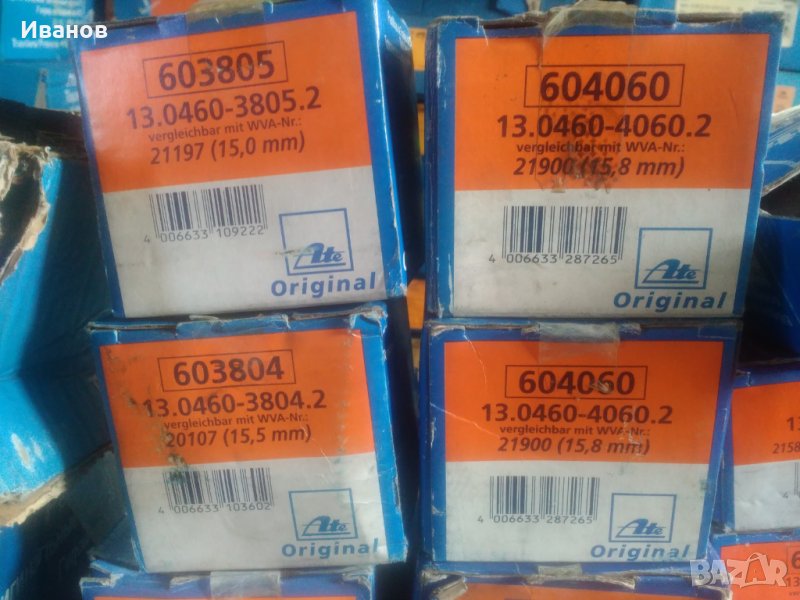 Иванов
603805
13.0460-3805.2
vergleichbar mit WVA-Nr.:
21197 (15,0 mm)
4 006633 109222
Ate
Original
604060
13.0460-4060.2
vergleichbar mit WVA-Nr.:
21900 (15,8 mm)
4 006633 287265
Ate
Original
603804
13.0460-3804.2
vergleichbar mit WVA-Nr.:
20107 (15,5 mm)
4 006633 103602
Ate
Original
604060
13.0460-4060.2
vergleichbar mit WVA-Nr.:
21900 (15,8 mm)
4 006633 287265
Ate
Original
BAZAR